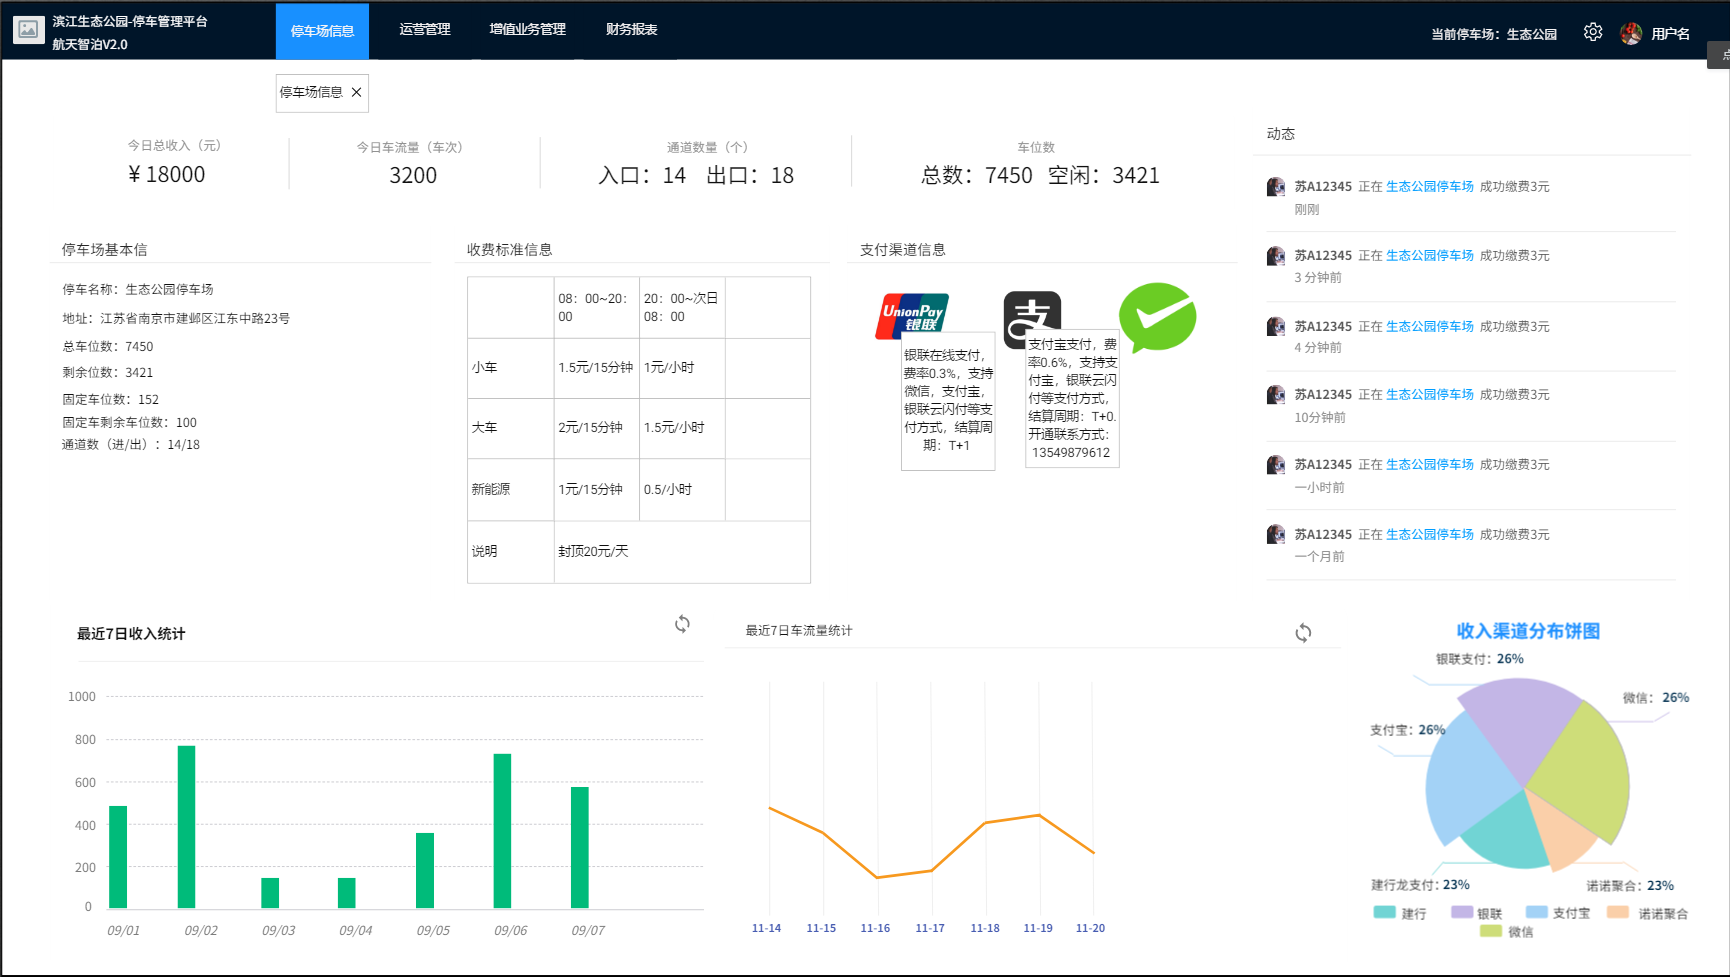 滨江生态公园-停车管理平台
航天智泊V2.0
停车场信息
运营管理
增值业务管理
财务报表
当前停车场：生态公园
用户名
点
停车场信息
今日总收入（元）
¥ 18000
今日车流量（车次）
3200
通道数量（个）
入口：14 出口：18
车位数
总数：7450 空闲：3421
动态
苏A12345 正在 生态公园停车场 成功缴费3元
刚刚
苏A12345 正在 生态公园停车场 成功缴费3元
3 分钟前
苏A12345 正在 生态公园停车场 成功缴费3元
4 分钟前
苏A12345 正在 生态公园停车场 成功缴费3元
10分钟前
苏A12345 正在 生态公园停车场 成功缴费3元
一小时前
苏A12345 正在 生态公园停车场 成功缴费3元
一个月前
停车场基本信
停车名称：生态公园停车场
地址：江苏省南京市建邺区江东中路23号
总车位数：7450
剩余位数：3421
固定车位数：152
固定车剩余车位数：100
通道数（进/出）：14/18
收费标准信息
08：00~20：
00
20：00~次日
08：00
小车
1.5元/15分钟
1元/小时
大车
2元/15分钟
1.5元/小时
新能源
1元/15分钟
0.5/小时
说明
封顶20元/天
支付渠道信息
UnionPay
银联
支
银联在线支付，
费率0.3%，支持
微信，支付宝，
银联云闪付等支
付方式，结算周
期：T+1
支付宝支付，费
率0.6%，支持支
付宝，银联云闪
付等支付方式，
结算周期：T+0.
开通联系方式：
13549879612
最近7日收入统计
1000
800
600
400
200
0
09/01
09/02
09/03
09/04
09/05
09/06
09/07
最近7日车流量统计
11-14
11-15
11-16
11-17
11-18
11-19
11-20
收入渠道分布饼图
银联支付：26%
微信：26%
支付宝：26%
建行龙支付：23%
诺诺聚合：23%
建行
银联
支付宝
诺诺聚合
微信